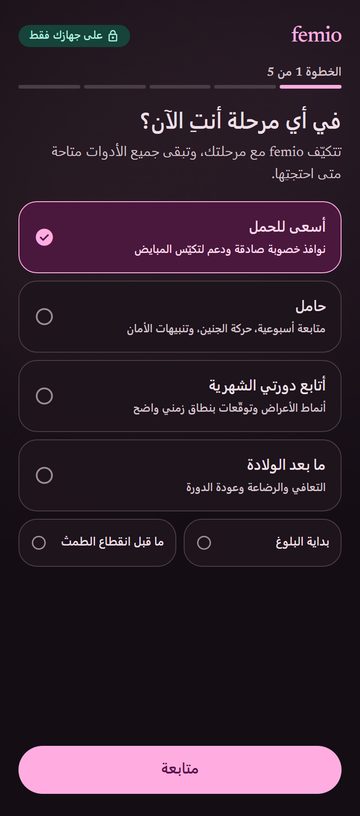 femio
على جهازك فقط
الخطوة 1 من 5
في أي مرحلة أنتِ الآن؟
تتكيّف femio مع مرحلتك، وتبقى جميع الأدوات متاحة
متى احتجتِها.
أسعى للحمل
نوافذ خصوبة صادقة ودعم لتكيّس المبايض
حامل
متابعة أسبوعية، حركة الجنين، وتنبيهات الأمان
أتابع دورتي الشهرية
أنماط الأعراض وتوقّعات بنطاق زمني واضح
ما بعد الولادة
التعافي والرضاعة وعودة الدورة
بداية البلوغ
ما قبل انقطاع الطمث
متابعة